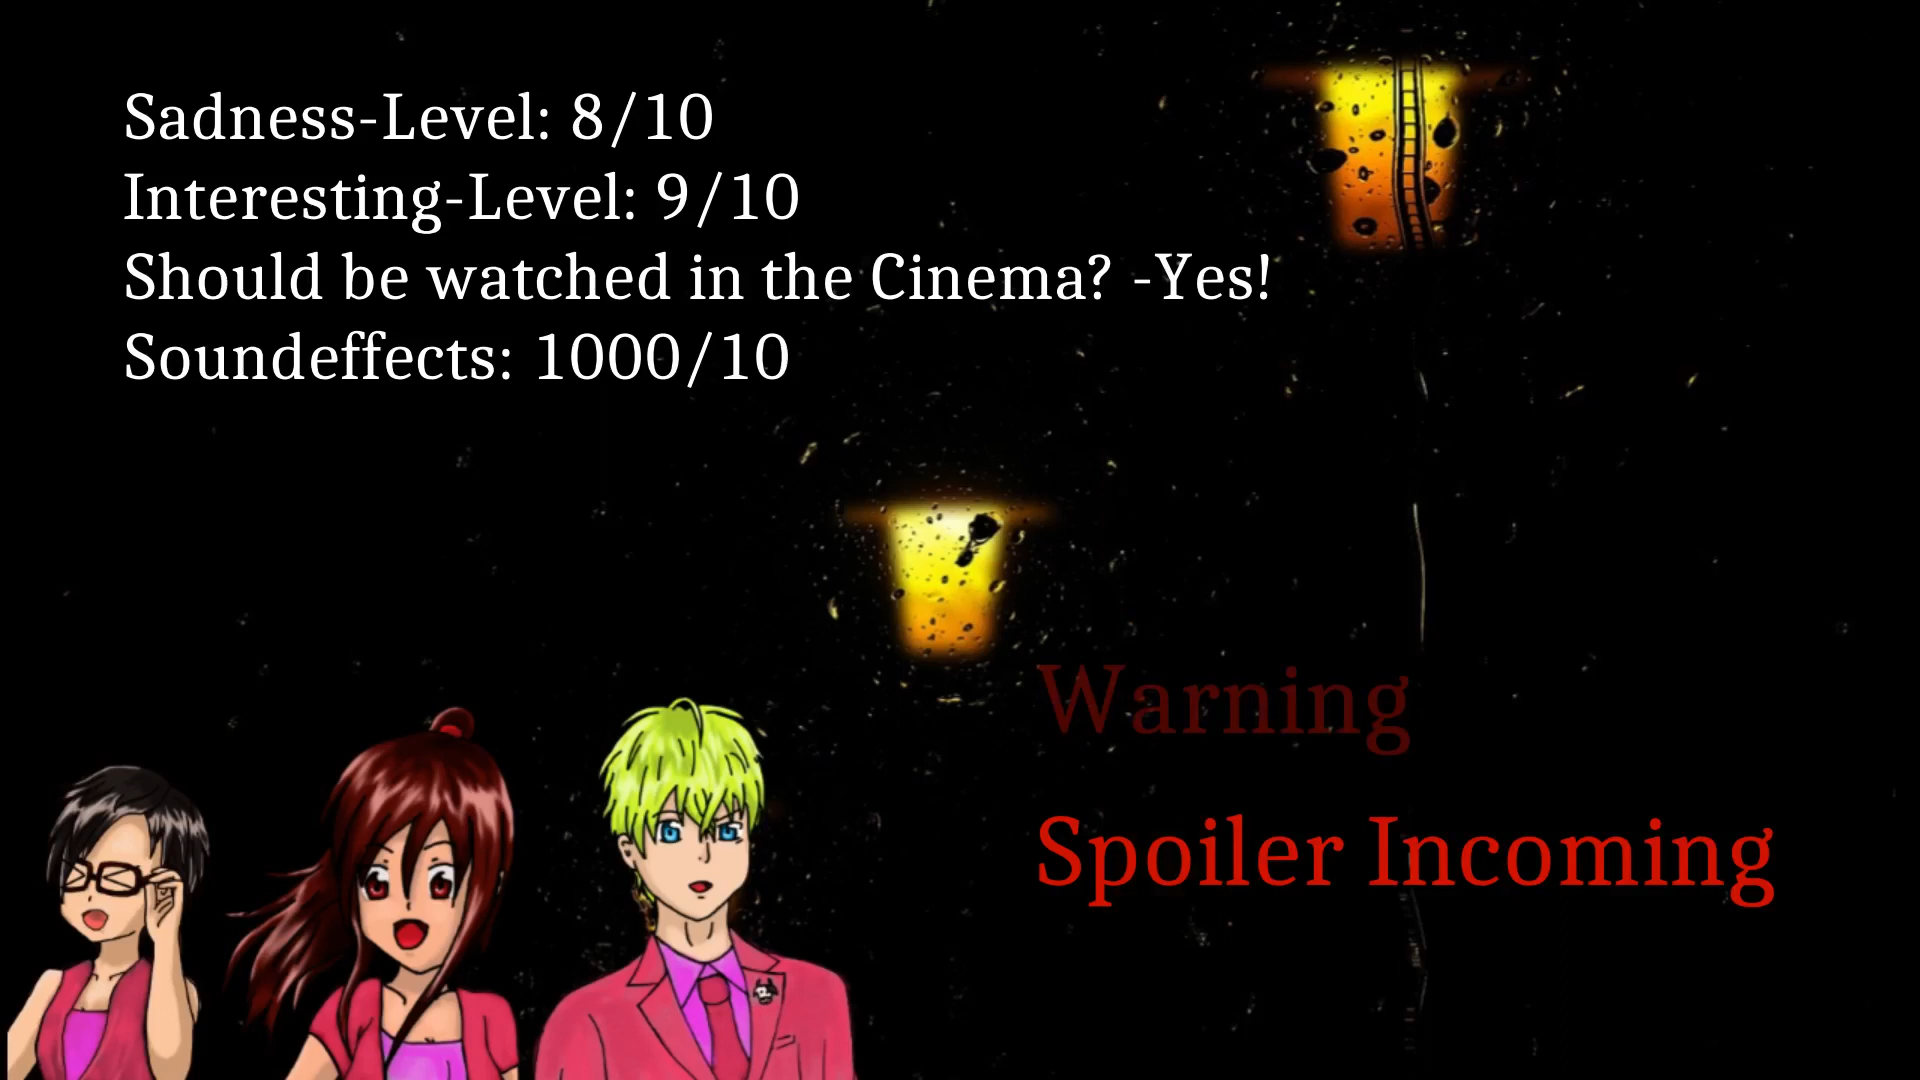 Sadness-Level: 8/10
Interesting-Level: 9/10
Should be watched in the Cinema? -Yes!
Soundeffects: 1000/10
Warning
Spoiler Incoming